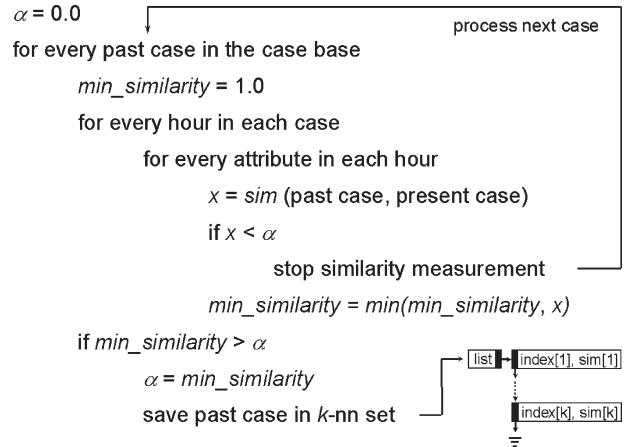 α = 0.0
process next case
for every past case in the case base
min_similarity = 1.0
for every hour in each case
for every attribute in each hour
x = sim (past case, present case)
if x < α
stop similarity measurement
min_similarity = min(min_similarity, x)
if min_similarity > α
α = min_similarity
save past case in k-nn set
list
index[1], sim[1]
index[k], sim[k]